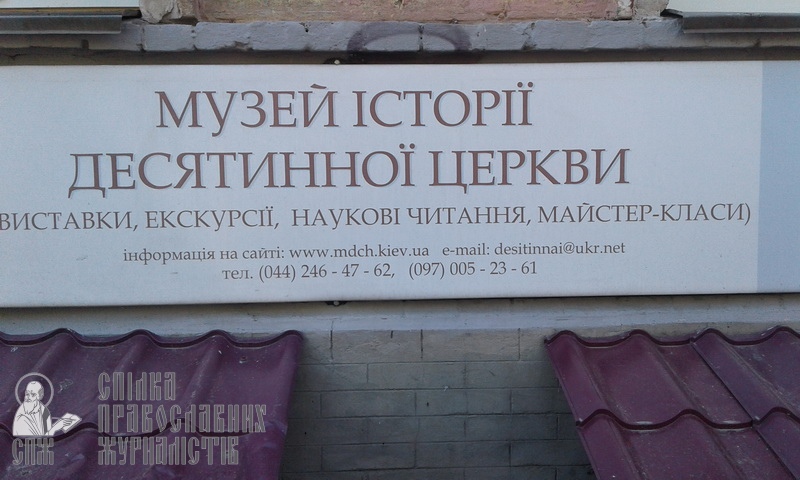 МУЗЕЙ ІСТОРІЇ
ДЕСЯТИННОЇ ЦЕРКВИ
ВИСТАВКИ, ЕКСКУРСІЇ, НАУКОВІ ЧИТАННЯ, МАЙСТЕР-КЛАСИ)
інформація на сайті: www.mdch.kiev.ua e-mail: desitinnai@ukr.net
тел. (044) 246 - 47 - 62, (097) 005 - 23 - 61
СПІЛКА
ПРАВОСЛАВНИХ
ЖУРНАЛІСТІВ
СПЖ